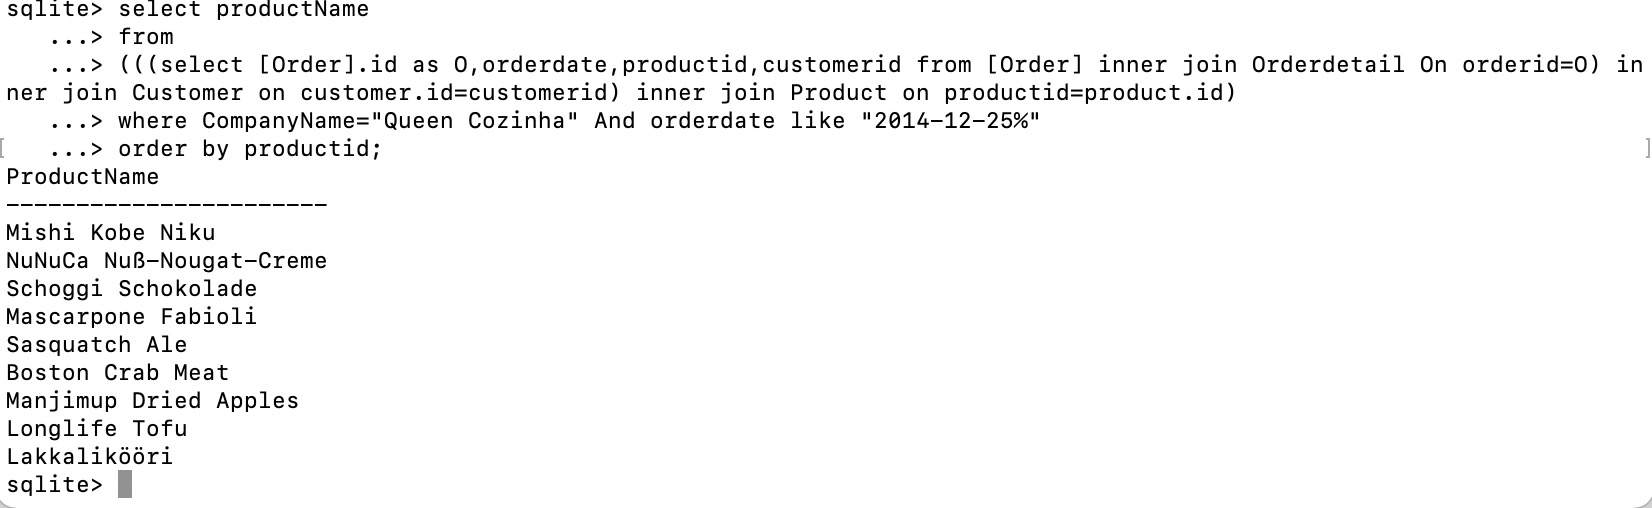 sqlite> select productName
...> from
...> (((select [Order].id as O,orderdate,productid,customerid from [Order] inner join Orderdetail On orderid=O) in
ner join Customer on customer.id=customerid) inner join Product on productid=product.id)
...> where CompanyName="Queen Cozinha" And orderdate like "2014-12-25%"
[ ...> order by productid; ]
ProductName
-----------------------
Mishi Kobe Niku
NuNuCa Nuß-Nougat-Creme
Schoggi Schokolade
Mascarpone Fabioli
Sasquatch Ale
Boston Crab Meat
Manjimup Dried Apples
Longlife Tofu
Lakkalikööri
sqlite>